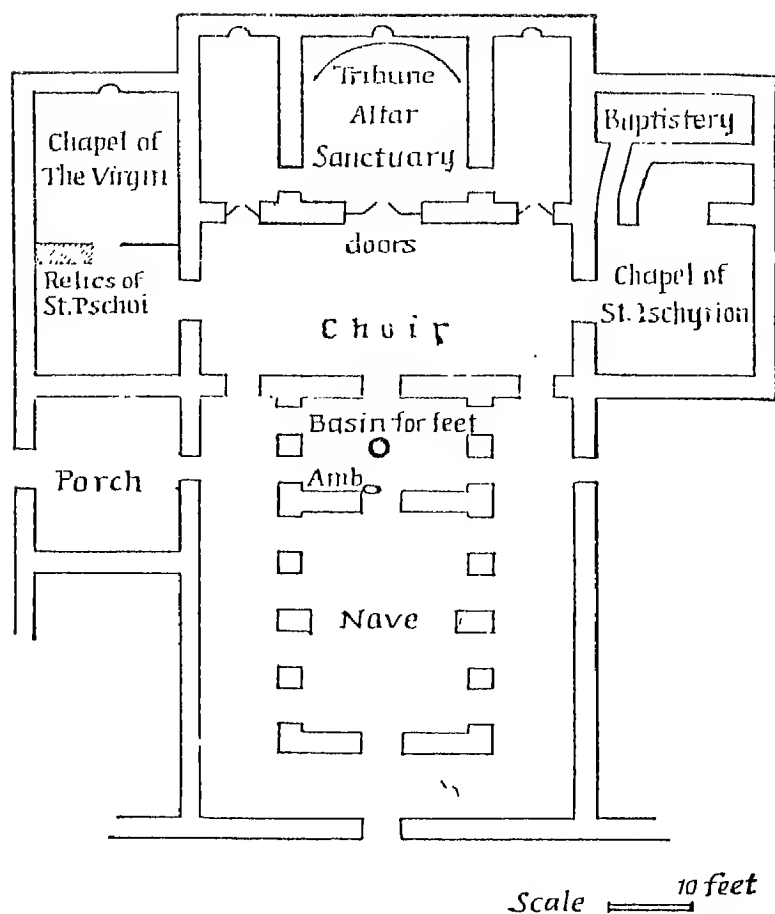 Tribune
Altar
Sanctuary
Chapel of
The Virgin
Baptistery
doors
Relics of
St. Pschoi
Choir
Chapel of
St. Ischyrion
Basin for feet
Porch
Amb
Nave
Scale 10 feet